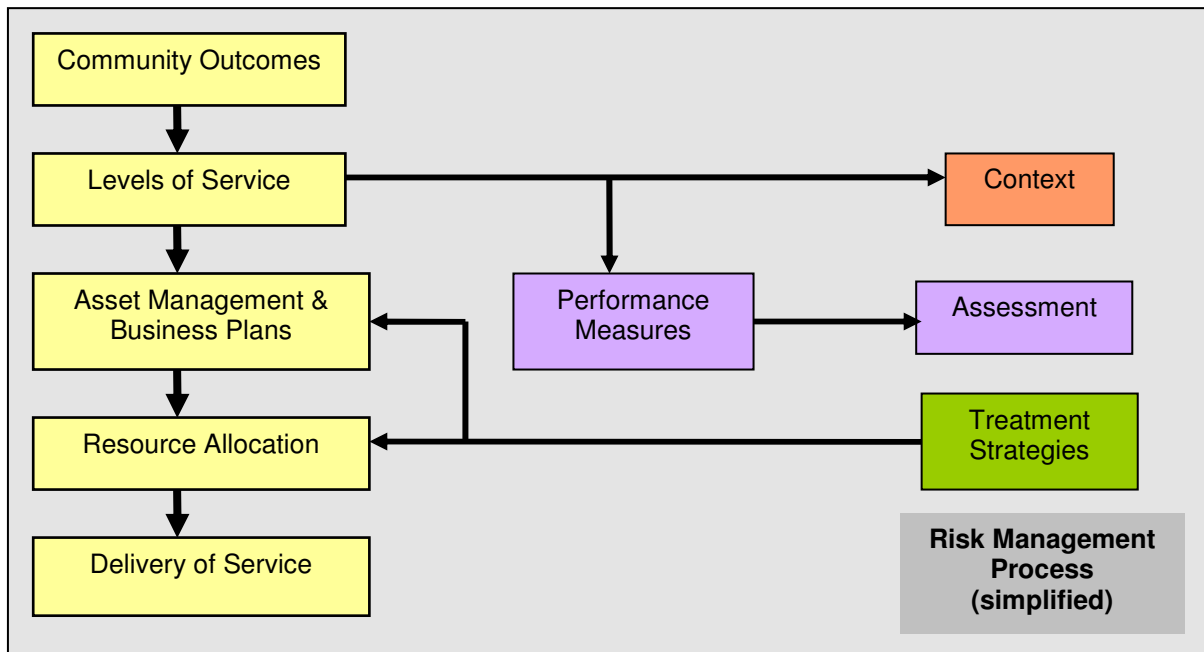 Community Outcomes
Levels of Service
Context
Asset Management &
Business Plans
Performance
Measures
Assessment
Resource Allocation
Treatment
Strategies
Delivery of Service
Risk Management
Process
(simplified)